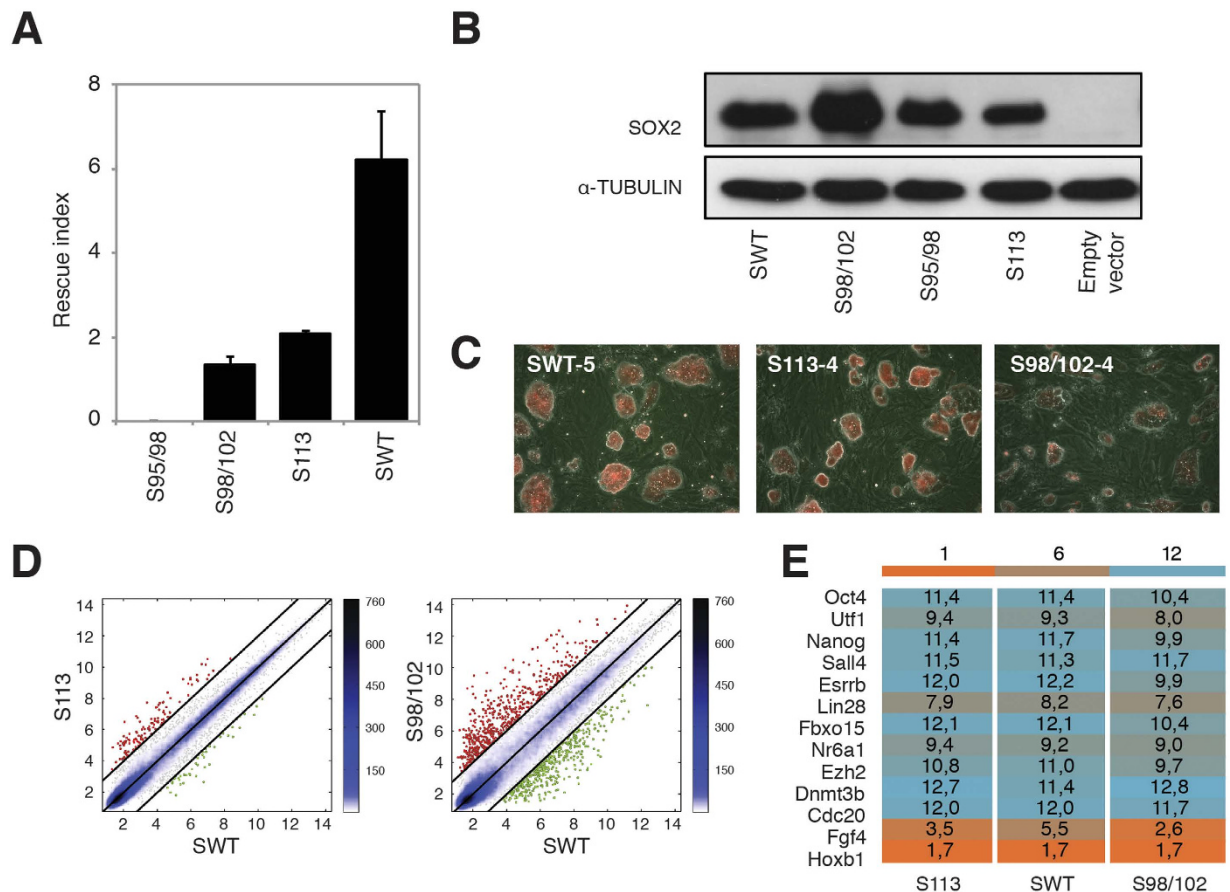 A
8
6
4
2
0
Rescue index
S95/98
S98/102
S113
SWT
B
SOX2
α-TUBULIN
SWT
S98/102
S95/98
S113
Empty
vector
C
SWT-5
S113-4
S98/102-4
D
S113
14
12
10
8
6
4
2
2 4 6 8 10 12 14
SWT
760
600
450
300
150
S98/102
14
12
10
8
6
4
2
2 4 6 8 10 12 14
SWT
760
600
450
300
150
E
1 6 12
Oct4 11,4 11,4 10,4
Utf1 9,4 9,3 8,0
Nanog 11,4 11,7 9,9
Sall4 11,5 11,3 11,7
Esrrb 12,0 12,2 9,9
Lin28 7,9 8,2 7,6
Fbxo15 12,1 12,1 10,4
Nr6a1 9,4 9,2 9,0
Ezh2 10,8 11,0 9,7
Dnmt3b 12,7 11,4 12,8
Cdc20 12,0 12,0 11,7
Fgf4 3,5 5,5 2,6
Hoxb1 1,7 1,7 1,7
S113 SWT S98/102